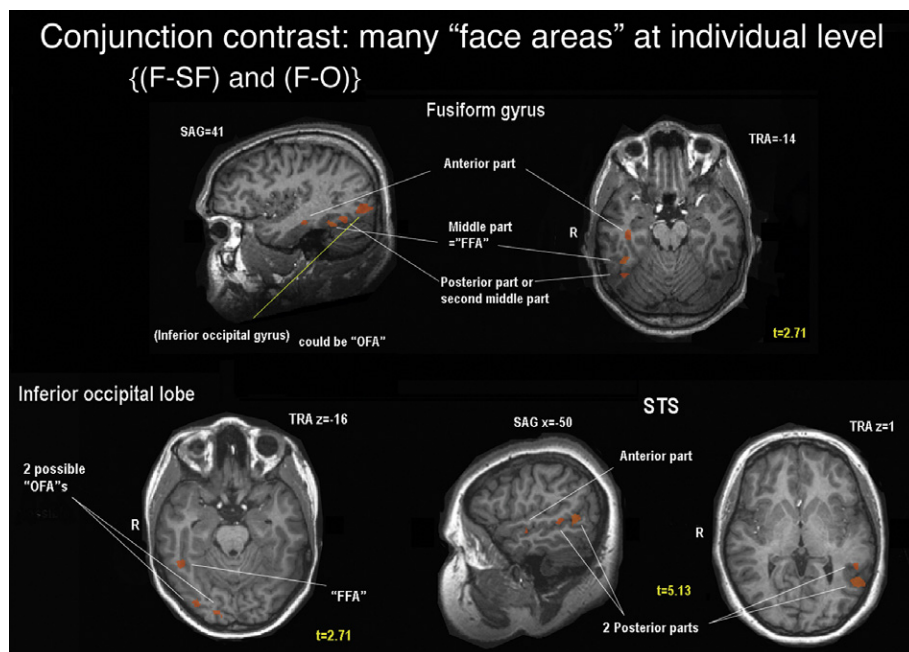 Conjunction contrast: many “face areas” at individual level
{(F-SF) and (F-O)}
Fusiform gyrus
SAG=41
TRA=-14
Anterior part
R
Middle part
="FFA"
Posterior part or
second middle part
(Inferior occipital gyrus)
could be "OFA"
t=2.71
Inferior occipital lobe
TRA z=-16
2 possible
"OFA"s
R
"FFA"
t=2.71
STS
SAG x=-50
TRA z=1
Anterior part
R
t=5.13
2 Posterior parts